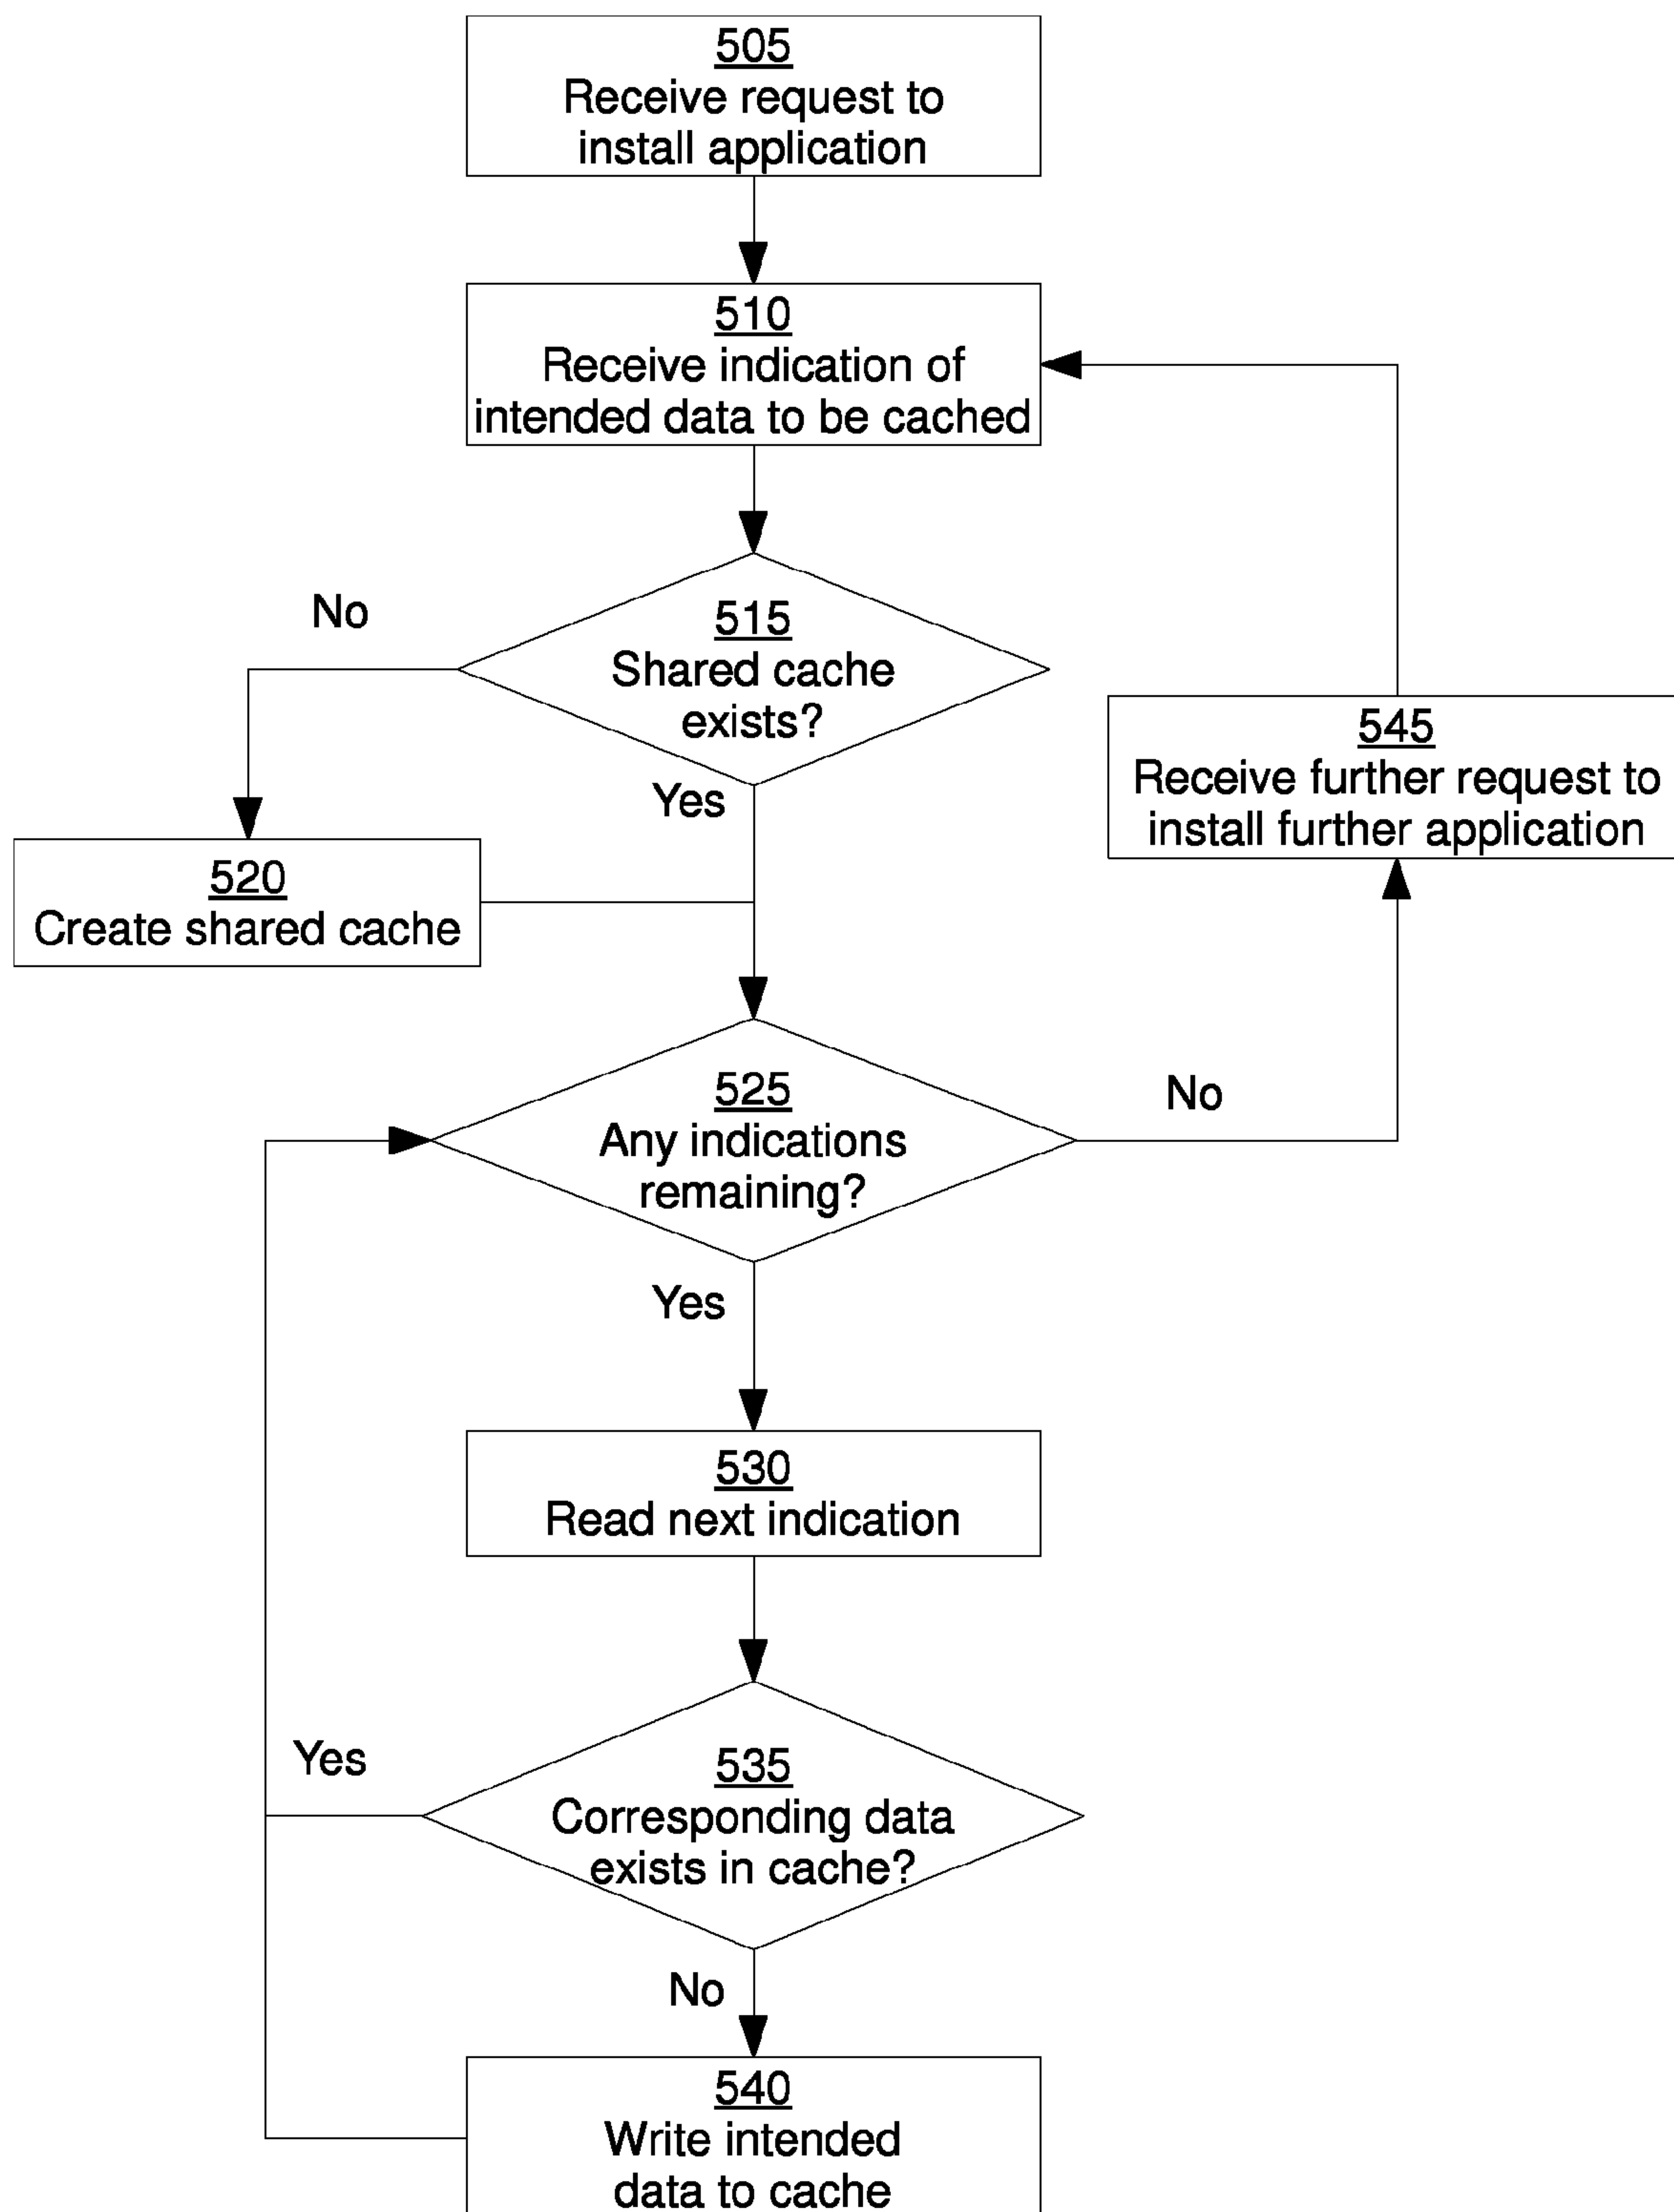 505
Receive request to
install application
510
Receive indication of
intended data to be cached
No
515
Shared cache
exists?
Yes
545
Receive further request to
install further application
520
Create shared cache
525
Any indications
remaining?
No
Yes
530
Read next indication
Yes
535
Corresponding data
exists in cache?
No
540
Write intended
data to cache